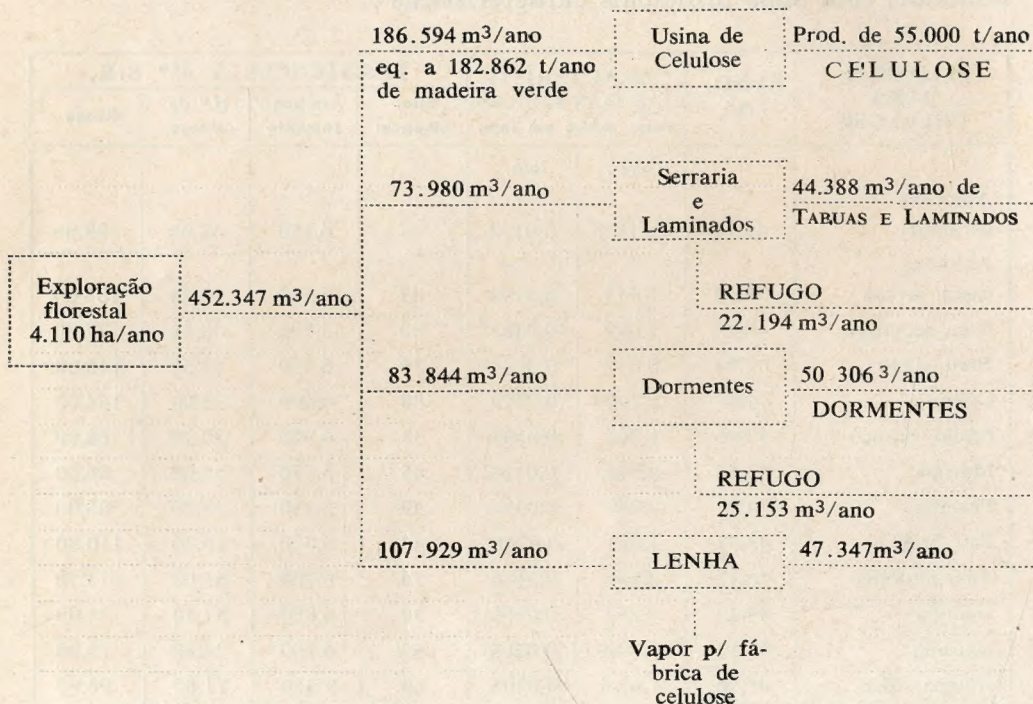 186.594 m3/ano
eq. a 182.862 t/ano
de madeira verde
Usina de
Celulose
Prod. de 55.000 t/ano
CELULOSE
73.980 m3/ano
Serraria
e
Laminados
44.388 m3/ano de
TABUAS E LAMINADOS
Exploração
florestal
4.110 ha/ano
452.347 m3/ano
REFUGO
22.194 m3/ano
83.844 m3/ano
Dormentes
50 306 3/ano
DORMENTES
REFUGO
25.153 m3/ano
107.929 m3/ano
LENHA
47.347m3/ano
Vapor p/ fá-
brica de
celulose